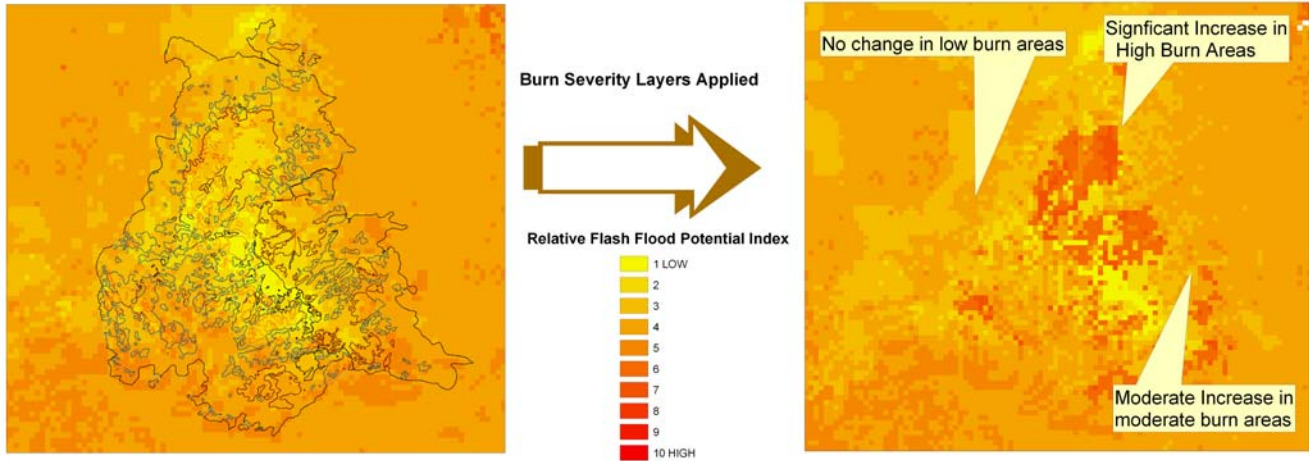 Burn Severity Layers Applied
Relative Flash Flood Potential Index
1 LOW
2
3
4
5
6
7
8
9
10 HIGH
No change in low burn areas
Signficant Increase in
High Burn Areas
Moderate Increase in
moderate burn areas